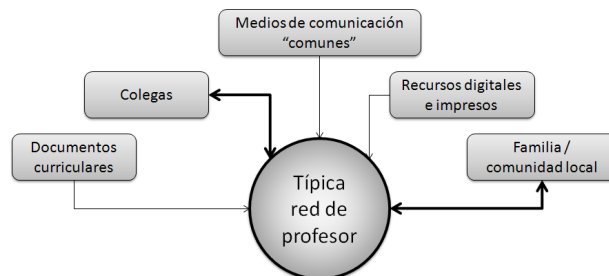 Medios de comunicación
“comunes”
Colegas
Recursos digitales
e impresos
Documentos
curriculares
Familia /
comunidad local
Típica
red de
profesor